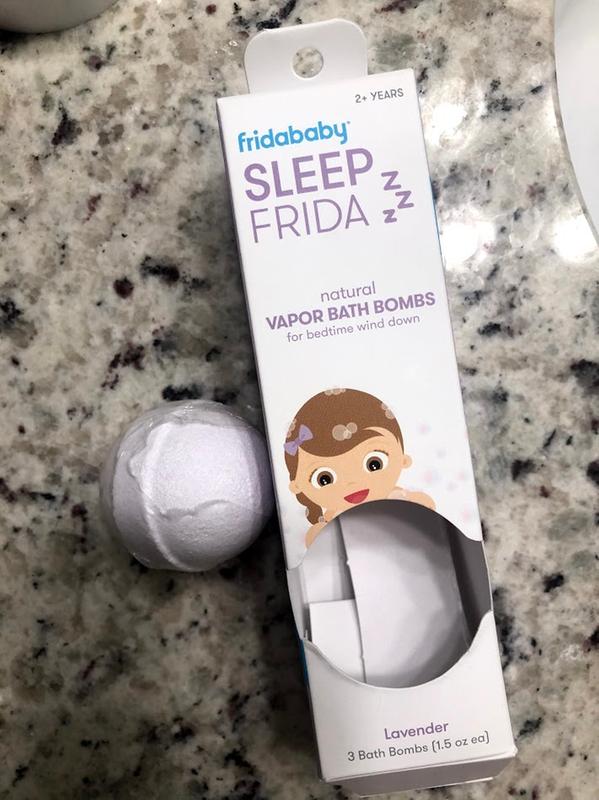 2+ YEARS
fridababy
SLEEP
FRIDA
z
z
z
natural
VAPOR BATH BOMBS
for bedtime wind down
Lavender
3 Bath Bombs (1.5 oz ea)